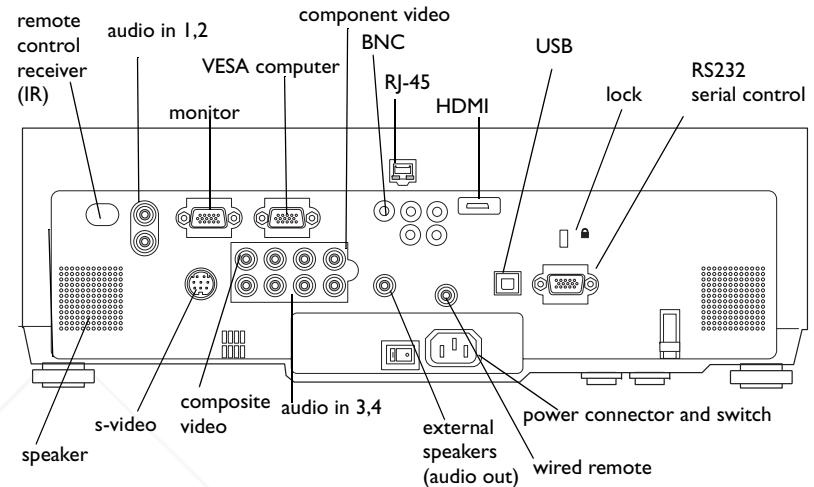 remote
control
receiver
(IR)
audio in 1,2
component video
BNC
VESA computer
RJ-45
USB
RS232
serial control
lock
HDMI
monitor
s-video
composite
video
audio in 3,4
speaker
external
speakers
(audio out)
power connector and switch
wired remote